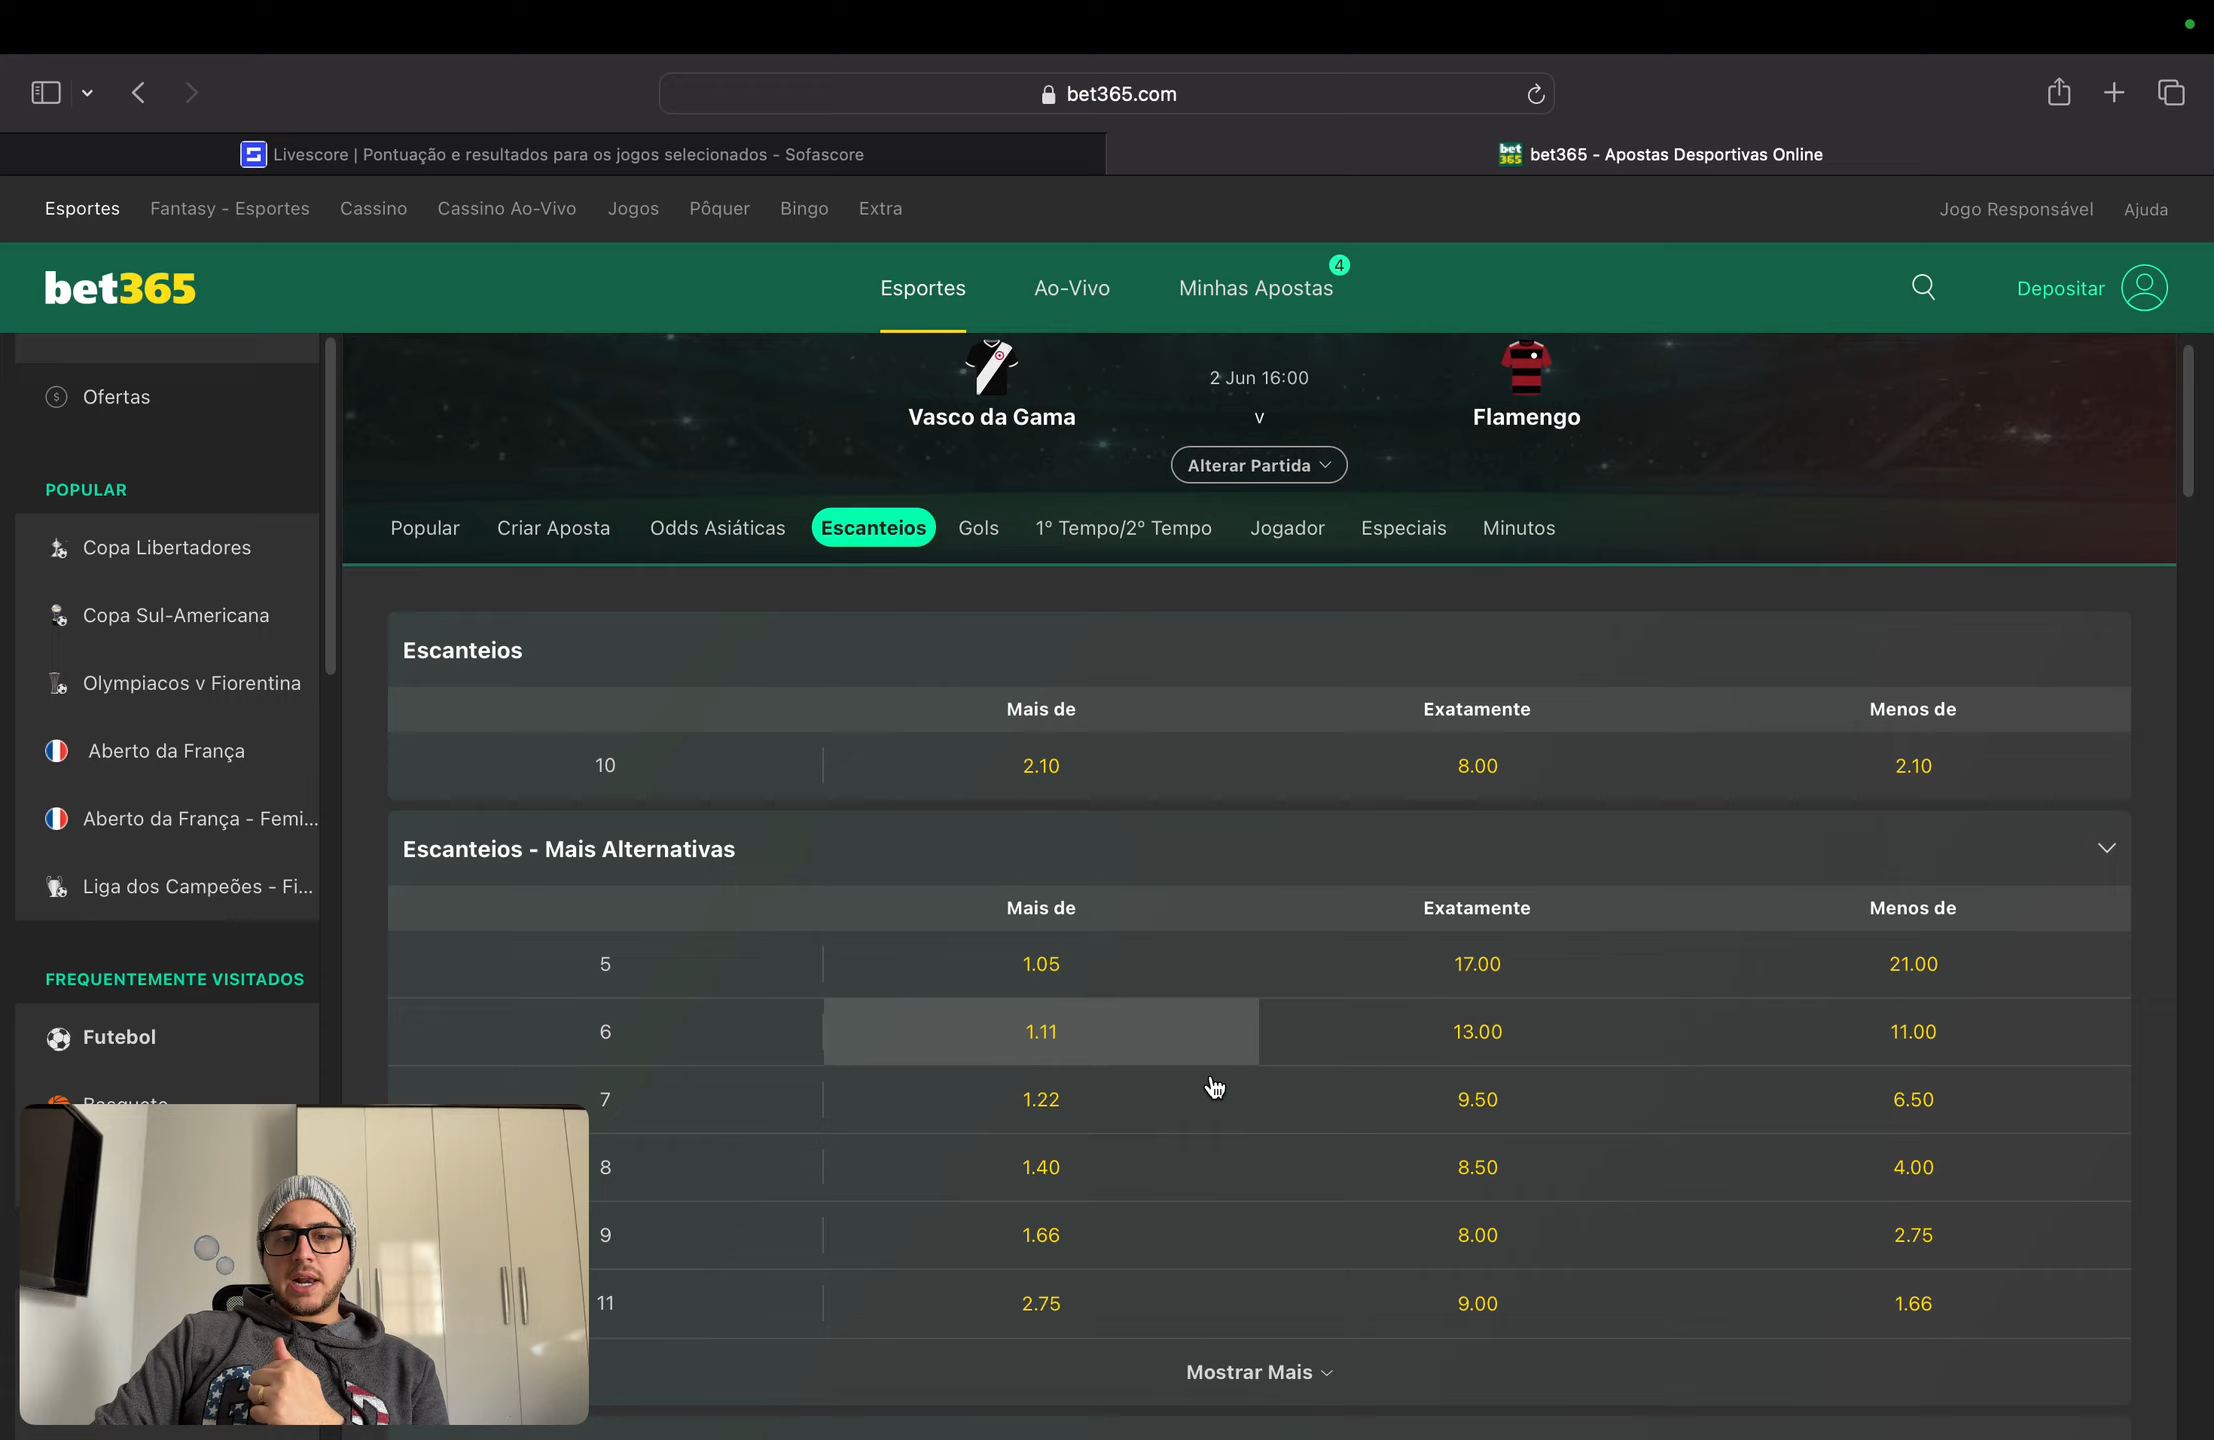 bet365.com
Livescore | Pontuação e resultados para os jogos selecionados - Sofascore
bet365 - Apostas Desportivas Online
Esportes Fantasy - Esportes Cassino Cassino Ao-Vivo Jogos Pôquer Bingo Extra
Jogo Responsável Ajuda
bet365
Esportes Ao-Vivo Minhas Apostas 4
Depositar
Ofertas
POPULAR
Copa Libertadores
Copa Sul-Americana
Olympiacos v Fiorentina
Aberto da França
Aberto da França - Femi...
Liga dos Campeões - Fi...
FREQUENTEMENTE VISITADOS
Futebol
2 Jun 16:00
Vasco da Gama v Flamengo
Alterar Partida
Popular Criar Aposta Odds Asiáticas Escanteios Gols 1º Tempo/2º Tempo Jogador Especiais Minutos
Escanteios
Mais de Exatamente Menos de
10 2.10 8.00 2.10
Escanteios - Mais Alternativas
Mais de Exatamente Menos de
5 1.05 17.00 21.00
6 1.11 13.00 11.00
7 1.22 9.50 6.50
8 1.40 8.50 4.00
9 1.66 8.00 2.75
11 2.75 9.00 1.66
Mostrar Mais